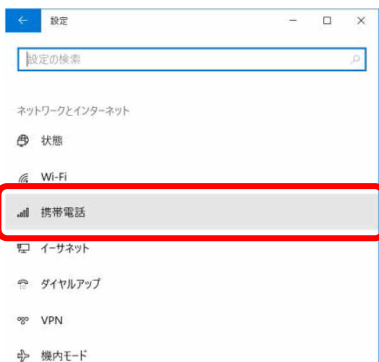 設定
設定の検索
ネットワークとインターネット
状態
Wi-Fi
携帯電話
イーサネット
ダイヤルアップ
VPN
機内モード